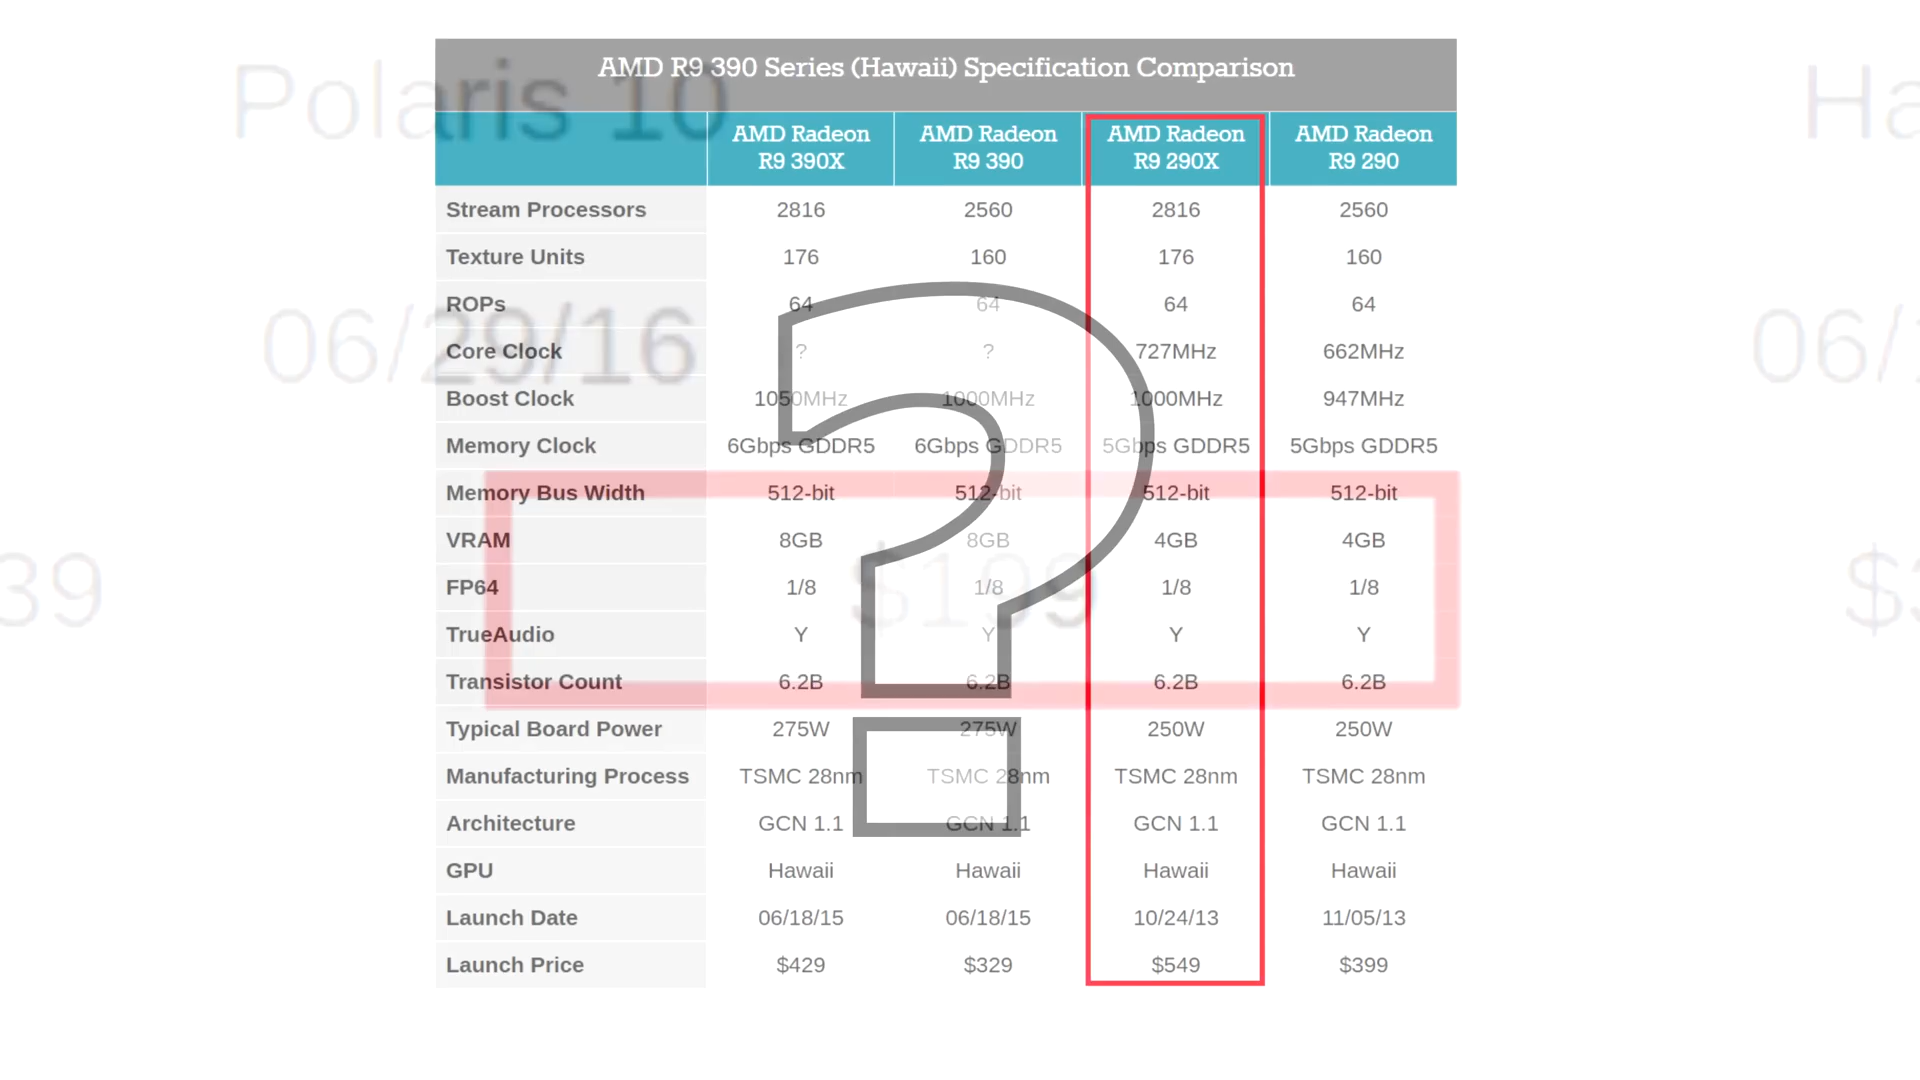 AMD R9 390 Series (Hawaii) Specification Comparison
Polaris 10
AMD Radeon R9 390X AMD Radeon R9 390 AMD Radeon R9 290X AMD Radeon R9 290
Stream Processors 2816 2560 2816 2560
Texture Units 176 160 176 160
ROPs 64 64 64 64
06/29/16
Core Clock ? ? 727MHz 662MHz
Boost Clock 1050MHz 1000MHz 1000MHz 947MHz
Memory Clock 6Gbps GDDR5 6Gbps GDDR5 5Gbps GDDR5 5Gbps GDDR5
Memory Bus Width 512-bit 512-bit 512-bit 512-bit
VRAM 8GB 8GB 4GB 4GB
39 $199
FP64 1/8 1/8 1/8 1/8
TrueAudio Y Y Y Y
Transistor Count 6.2B 6.2B 6.2B 6.2B
Typical Board Power 275W 275W 250W 250W
Manufacturing Process TSMC 28nm TSMC 28nm TSMC 28nm TSMC 28nm
Architecture GCN 1.1 GCN 1.1 GCN 1.1 GCN 1.1
GPU Hawaii Hawaii Hawaii Hawaii
Launch Date 06/18/15 06/18/15 10/24/13 11/05/13
Launch Price $429 $329 $549 $399
?